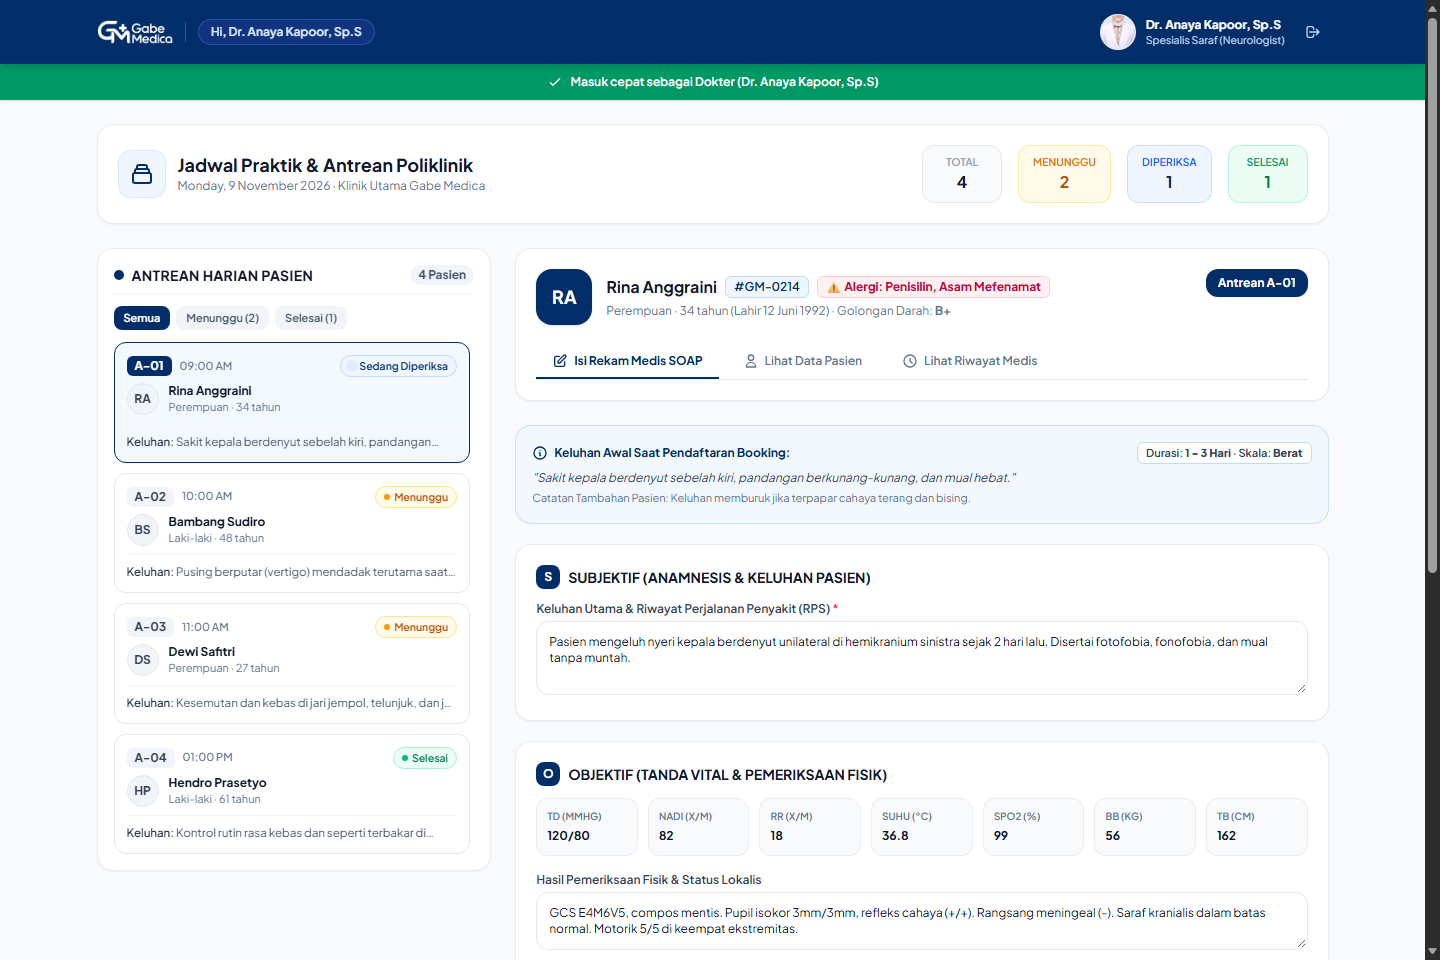 Gabe
Medica
Hi, Dr. Anaya Kapoor, Sp.S
Dr. Anaya Kapoor, Sp.S
Spesialis Saraf (Neurologist)
Masuk cepat sebagai Dokter (Dr. Anaya Kapoor, Sp.S)
Jadwal Praktik & Antrean Poliklinik
Monday, 9 November 2026 · Klinik Utama Gabe Medica
TOTAL
4
MENUNGGU
2
DIPERIKSA
1
SELESAI
1
ANTREAN HARIAN PASIEN
4 Pasien
Semua
Menunggu (2)
Selesai (1)
A-01
09:00 AM
Sedang Diperiksa
RA
Rina Anggraini
Perempuan · 34 tahun
Keluhan: Sakit kepala berdenyut sebelah kiri, pandangan...
A-02
10:00 AM
Menunggu
BS
Bambang Sudiro
Laki-laki · 48 tahun
Keluhan: Pusing berputar (vertigo) mendadak terutama saat...
A-03
11:00 AM
Menunggu
DS
Dewi Safitri
Perempuan · 27 tahun
Keluhan: Kesemutan dan kebas di jari jempol, telunjuk, dan j...
A-04
01:00 PM
Selesai
HP
Hendro Prasetyo
Laki-laki · 61 tahun
Keluhan: Kontrol rutin rasa kebas dan seperti terbakar di...
RA
Rina Anggraini
#GM-0214
Alergi: Penisilin, Asam Mefenamat
Antrean A-01
Perempuan · 34 tahun (Lahir 12 Juni 1992) · Golongan Darah: B+
Isi Rekam Medis SOAP
Lihat Data Pasien
Lihat Riwayat Medis
Keluhan Awal Saat Pendaftaran Booking:
Durasi: 1 - 3 Hari · Skala: Berat
"Sakit kepala berdenyut sebelah kiri, pandangan berkunang-kunang, dan mual hebat."
Catatan Tambahan Pasien: Keluhan memburuk jika terpapar cahaya terang dan bising.
S
SUBJEKTIF (ANAMNESIS & KELUHAN PASIEN)
Keluhan Utama & Riwayat Perjalanan Penyakit (RPS) *
Pasien mengeluh nyeri kepala berdenyut unilateral di hemikranium sinistra sejak 2 hari lalu. Disertai fotofobia, fonofobia, dan mual
tanpa muntah.
O
OBJEKTIF (TANDA VITAL & PEMERIKSAAN FISIK)
TD (MMHG)
120/80
NADI (X/M)
82
RR (X/M)
18
SUHU (°C)
36.8
SPO2 (%)
99
BB (KG)
56
TB (CM)
162
Hasil Pemeriksaan Fisik & Status Lokalis
GCS E4M6V5, compos mentis. Pupil isokor 3mm/3mm, refleks cahaya (+/+). Rangsang meningeal (-). Saraf kranialis dalam batas
normal. Motorik 5/5 di keempat ekstremitas.